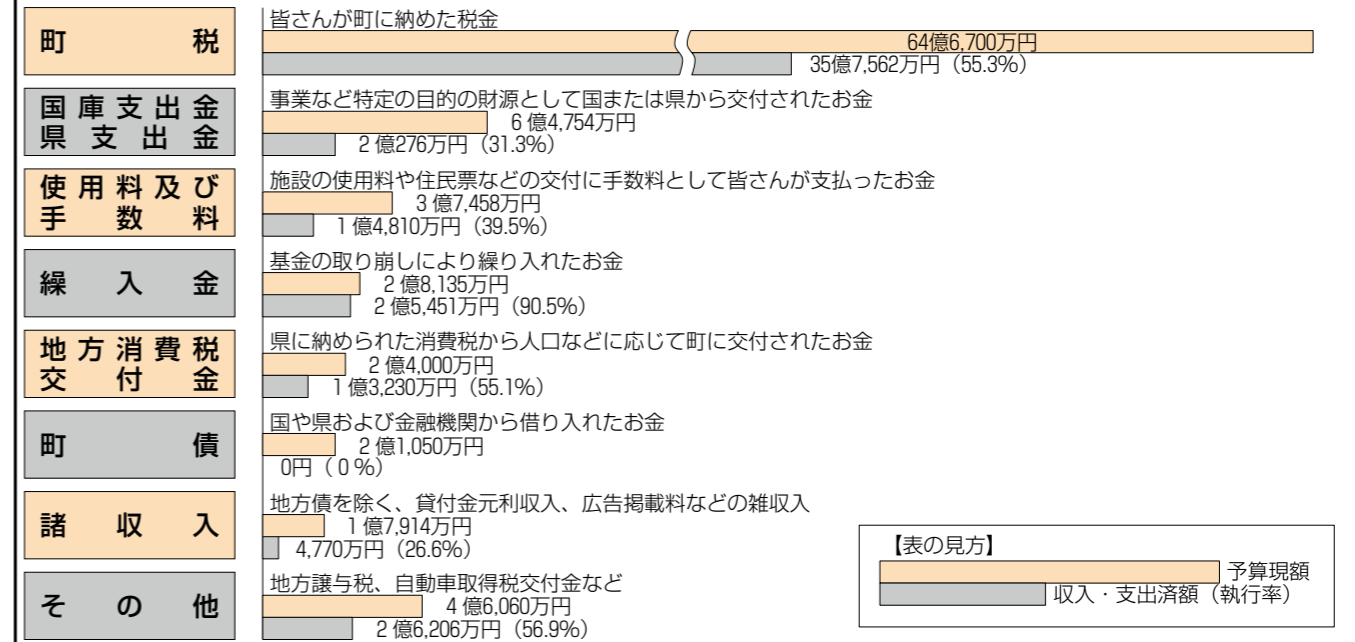 町税
皆さんが町に納めた税金
64億6,700万円
35億7,562万円（55.3%）
国庫支出金
県支出金
事業など特定の目的の財源として国または県から交付されたお金
6億4,754万円
2億276万円（31.3%）
使用料及び
手数料
施設の使用料や住民票などの交付に手数料として皆さんが支払ったお金
3億7,458万円
1億4,810万円（39.5%）
繰入金
基金の取り崩しにより繰り入れたお金
2億8,135万円
2億5,451万円（90.5%）
地方消費税
交付金
県に納められた消費税から人口などに応じて町に交付されたお金
2億4,000万円
1億3,230万円（55.1%）
町債
国や県および金融機関から借り入れたお金
2億1,050万円
0円（0%）
諸収入
地方債を除く、貸付金元利収入、広告掲載料などの雑収入
1億7,914万円
4,770万円（26.6%）
その他
地方譲与税、自動車取得税交付金など
4億6,060万円
2億6,206万円（56.9%）
【表の見方】
予算現額
収入・支出済額（執行率）